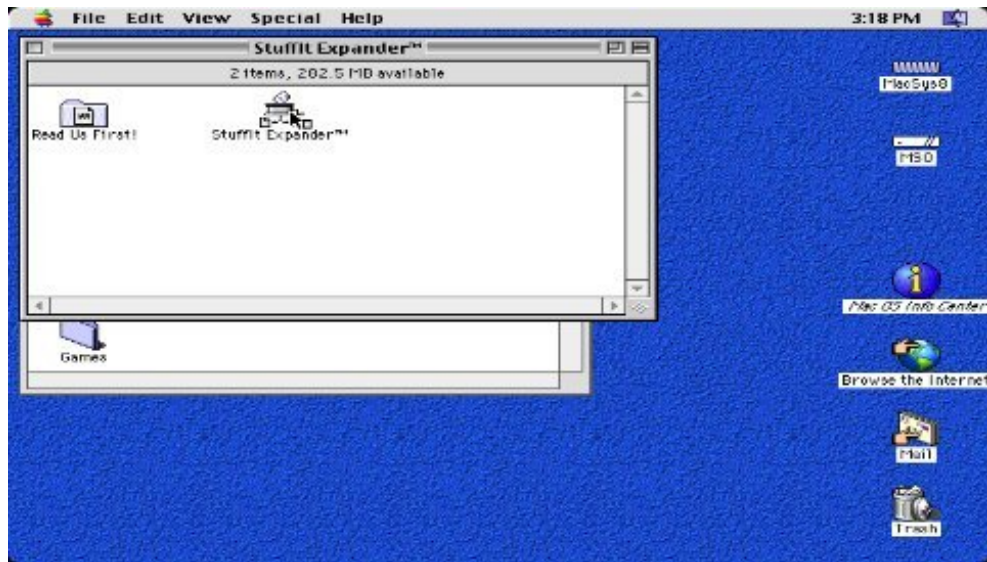 File Edit View Special Help 3:18 PM
StuffIt Expander™
2 items, 282.5 MB available
Read Us First!
StuffIt Expander™
Games
MacSys8
MSO
Mac OS Info Center
Browse the Internet
Mail
Trash